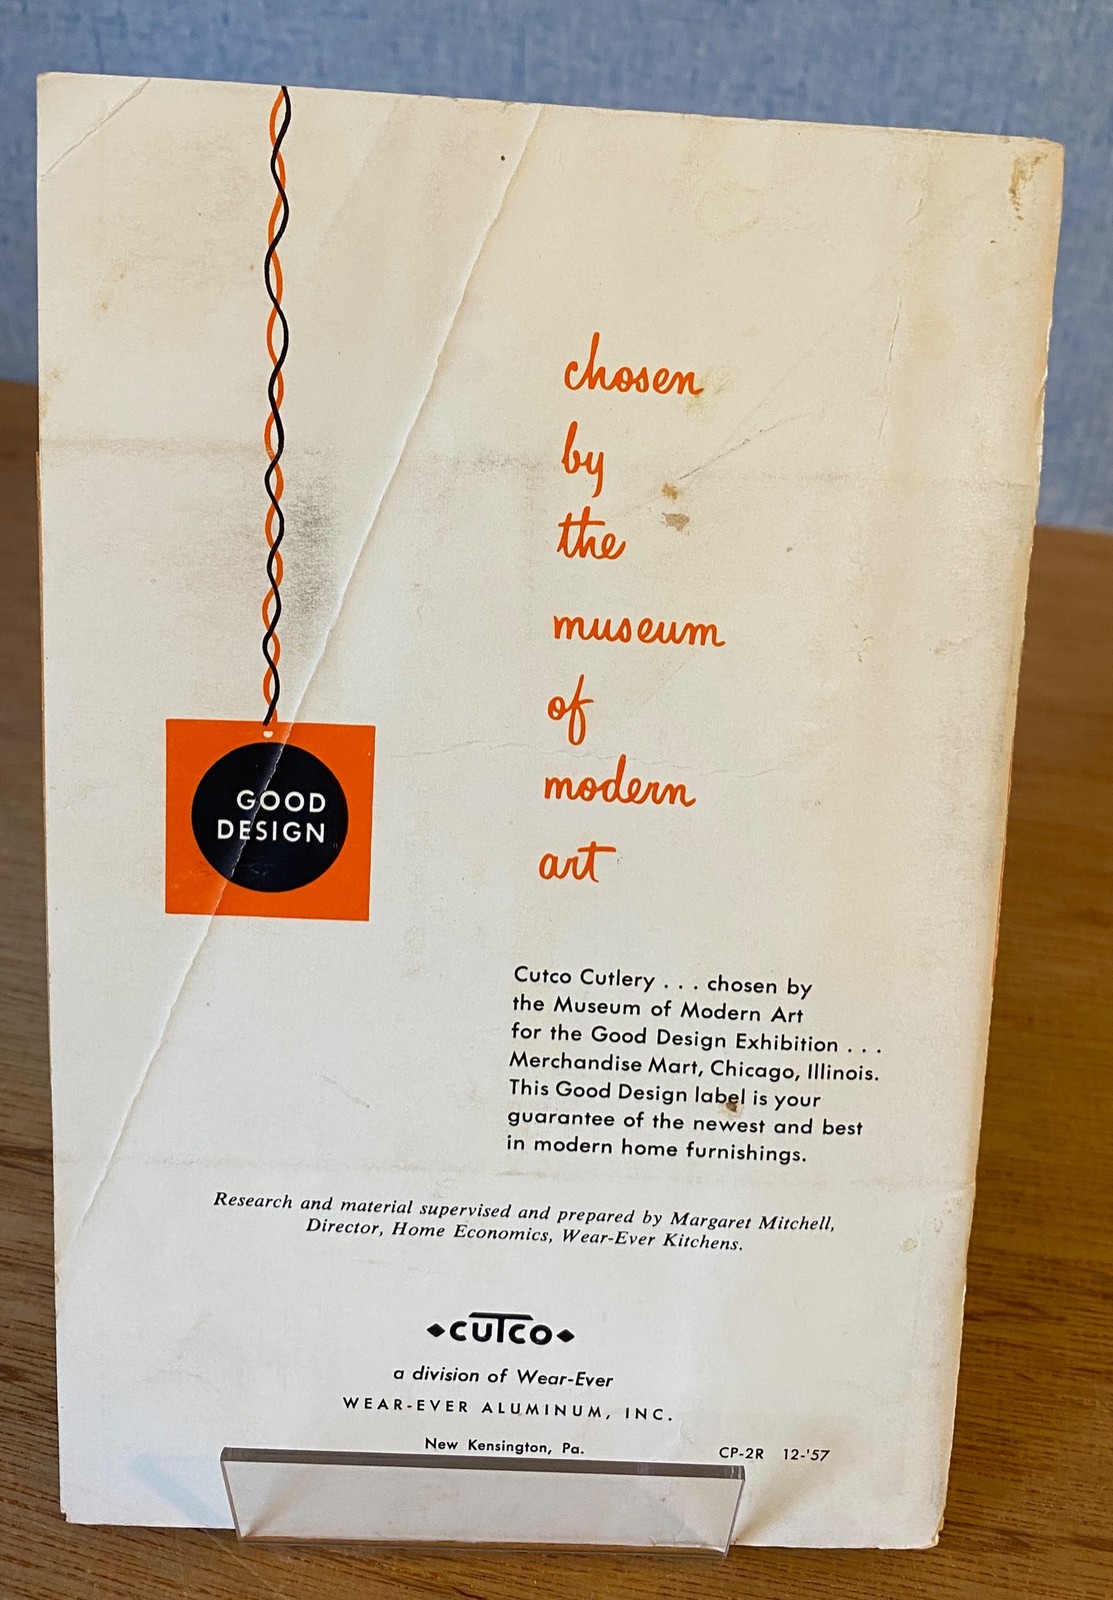 chosen
by
the
museum
of
modern
art
GOOD
DESIGN
Cutco Cutlery . . . chosen by
the Museum of Modern Art
for the Good Design Exhibition . . .
Merchandise Mart, Chicago, Illinois.
This Good Design label is your
guarantee of the newest and best
in modern home furnishings.
Research and material supervised and prepared by Margaret Mitchell,
Director, Home Economics, Wear-Ever Kitchens.
CUTCO
a division of Wear-Ever
WEAR-EVER ALUMINUM, INC.
New Kensington, Pa.
CP-2R 12-'57